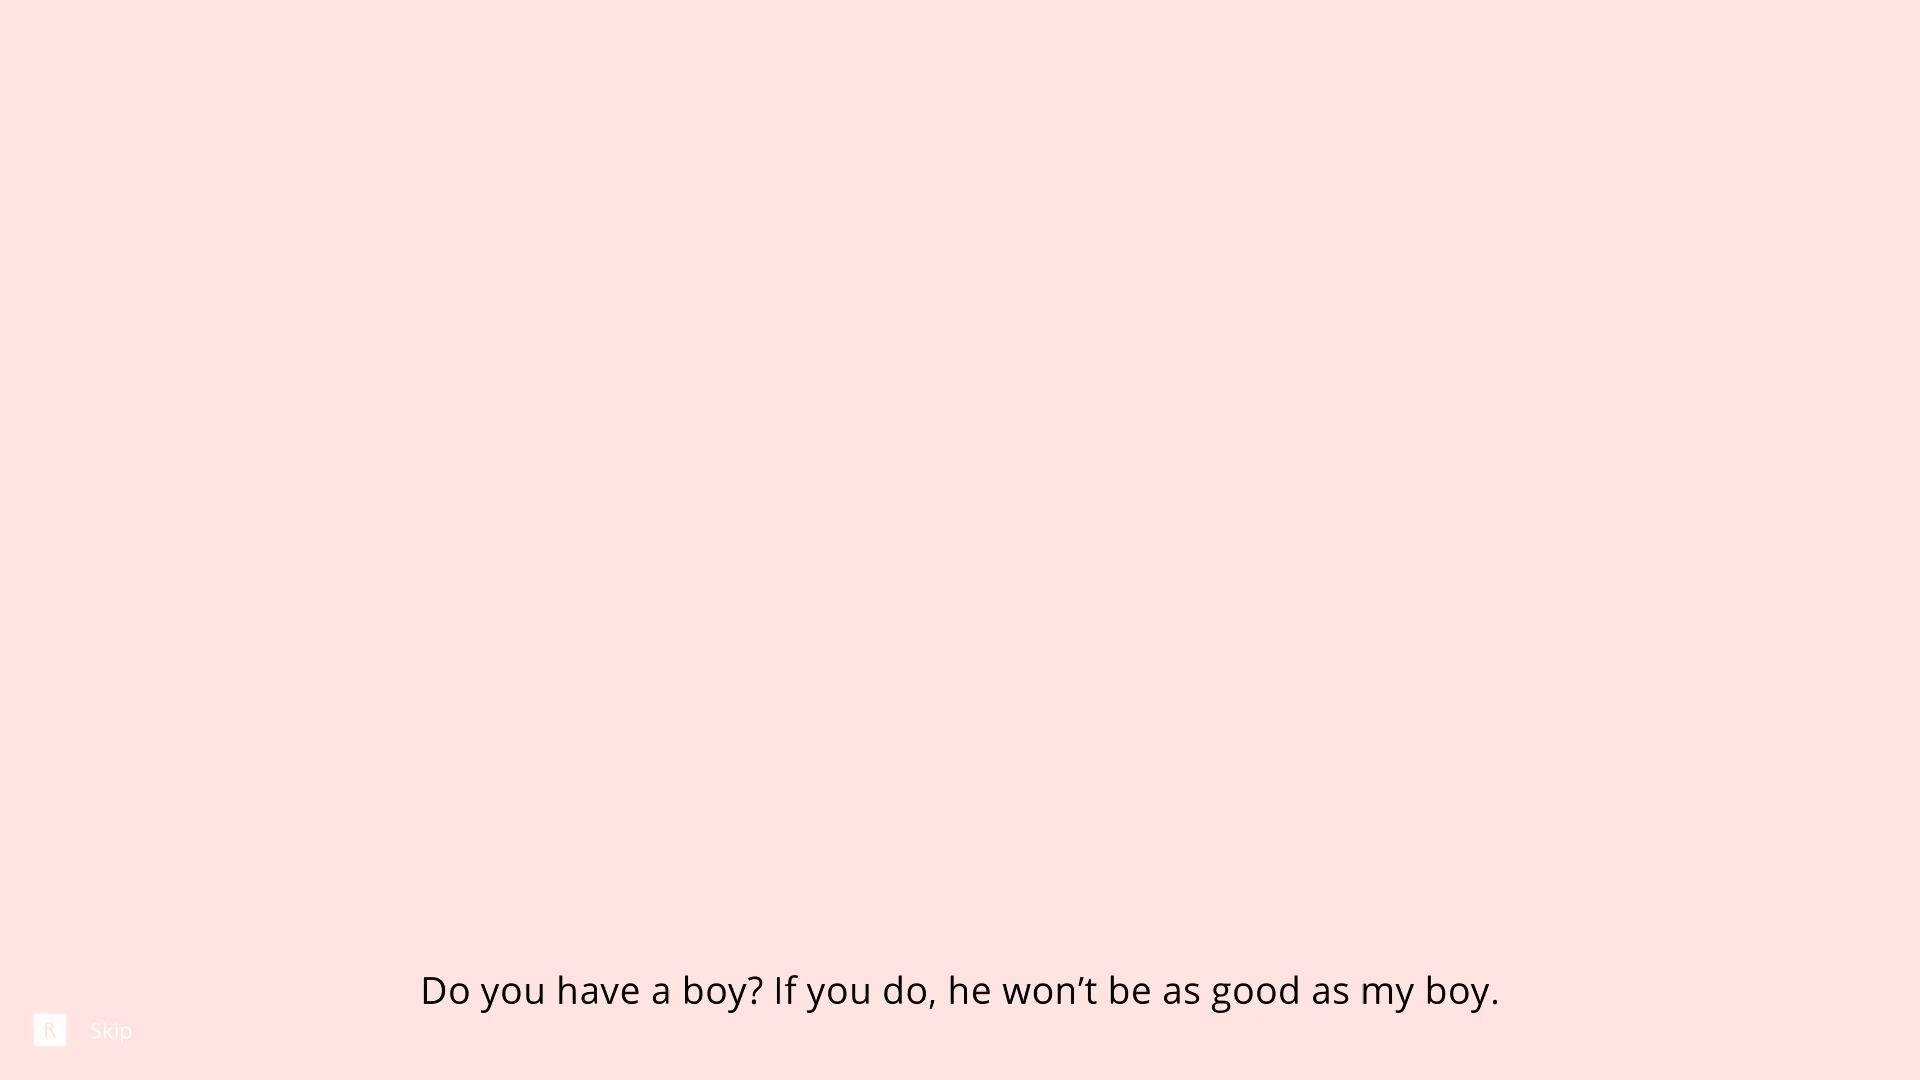 Do you have a boy? If you do, he won’t be as good as my boy.
R Skip